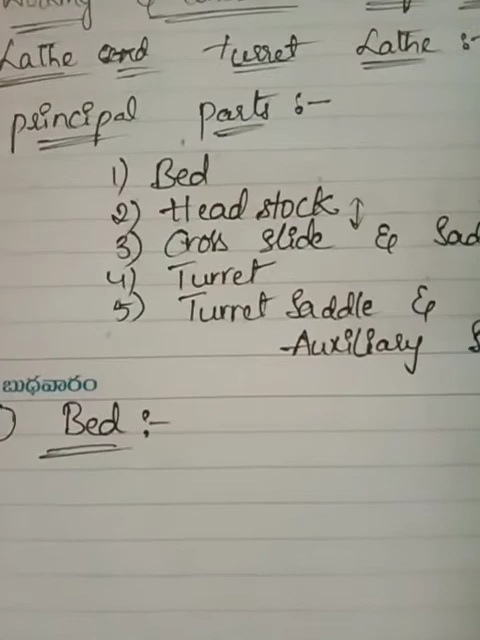 Lathe and turret Lathe :-
principal parts :-
1) Bed
2) Head stock ↕
3) Cross slide &
4) Turret
5) Turret Saddle &
-Auxiliary
బుధవారం
) Bed :-